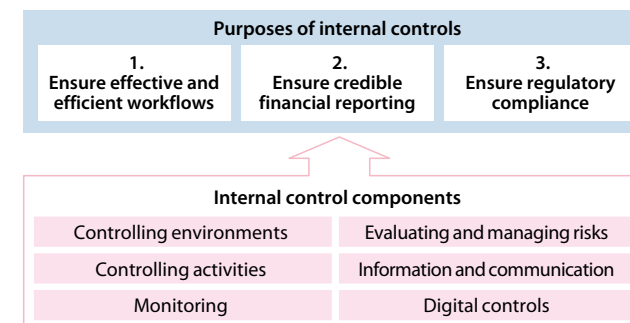 Purposes of internal controls
1.
Ensure effective and
efficient workflows
2.
Ensure credible
financial reporting
3.
Ensure regulatory
compliance
Internal control components
Controlling environments
Evaluating and managing risks
Controlling activities
Information and communication
Monitoring
Digital controls